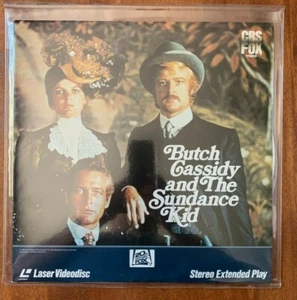 CBS
FOX
Butch
Cassidy
and The
Sundance
Kid
Laser Videodisc
Stereo Extended Play